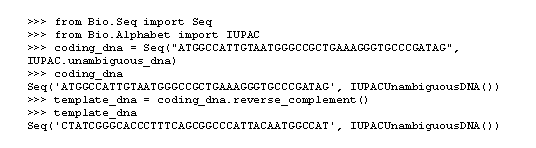 >>> from Bio.Seq import Seq
>>> from Bio.Alphabet import IUPAC
>>> coding_dna = Seq("ATGGCCATTGTAATGGGCCGCTGAAAGGGTGCCCGATAG",
IUPAC.unambiguous_dna)
>>> coding_dna
Seq('ATGGCCATTGTAATGGGCCGCTGAAAGGGTGCCCGATAG', IUPACUnambiguousDNA())
>>> template_dna = coding_dna.reverse_complement()
>>> template_dna
Seq('CTATCGGGCACCCTTTCAGCGGCCCATTACAATGGCCAT', IUPACUnambiguousDNA())